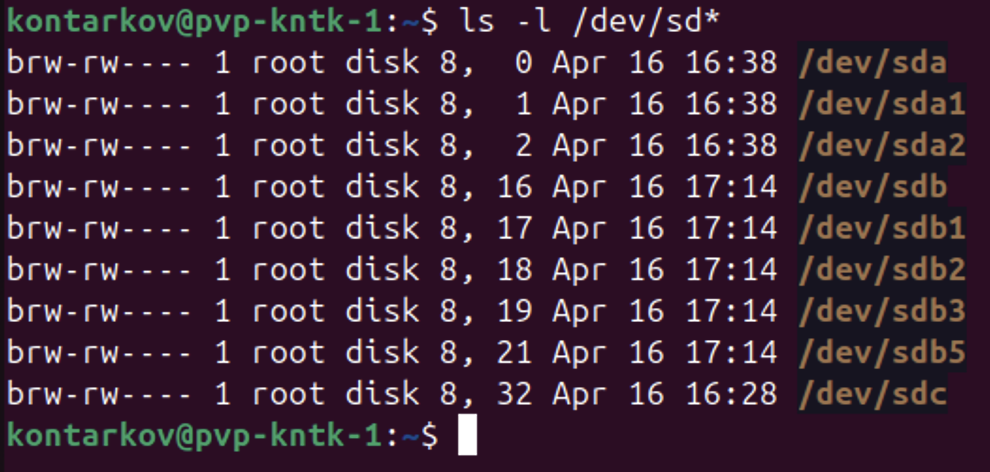 kontarkov@pvp-kntk-1:~$ ls -l /dev/sd*
brw-rw---- 1 root disk 8,  0 Apr 16 16:38 /dev/sda
brw-rw---- 1 root disk 8,  1 Apr 16 16:38 /dev/sda1
brw-rw---- 1 root disk 8,  2 Apr 16 16:38 /dev/sda2
brw-rw---- 1 root disk 8, 16 Apr 16 17:14 /dev/sdb
brw-rw---- 1 root disk 8, 17 Apr 16 17:14 /dev/sdb1
brw-rw---- 1 root disk 8, 18 Apr 16 17:14 /dev/sdb2
brw-rw---- 1 root disk 8, 19 Apr 16 17:14 /dev/sdb3
brw-rw---- 1 root disk 8, 21 Apr 16 17:14 /dev/sdb5
brw-rw---- 1 root disk 8, 32 Apr 16 16:28 /dev/sdc
kontarkov@pvp-kntk-1:~$